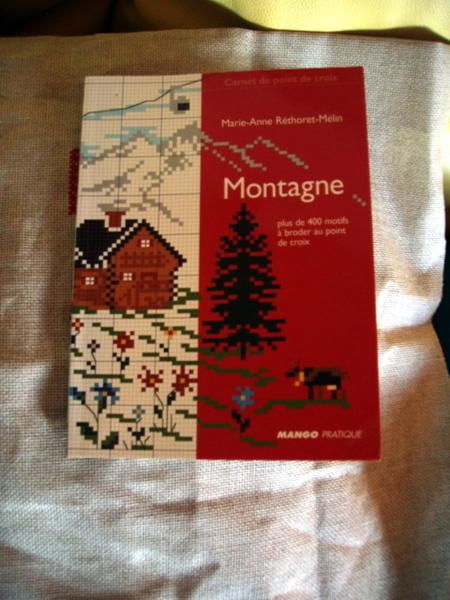 Carnet de point de croix
Marie-Anne Réthoret-Mélin
Montagne
plus de 400 motifs
à broder au point
de croix
MANGO PRATIQUE